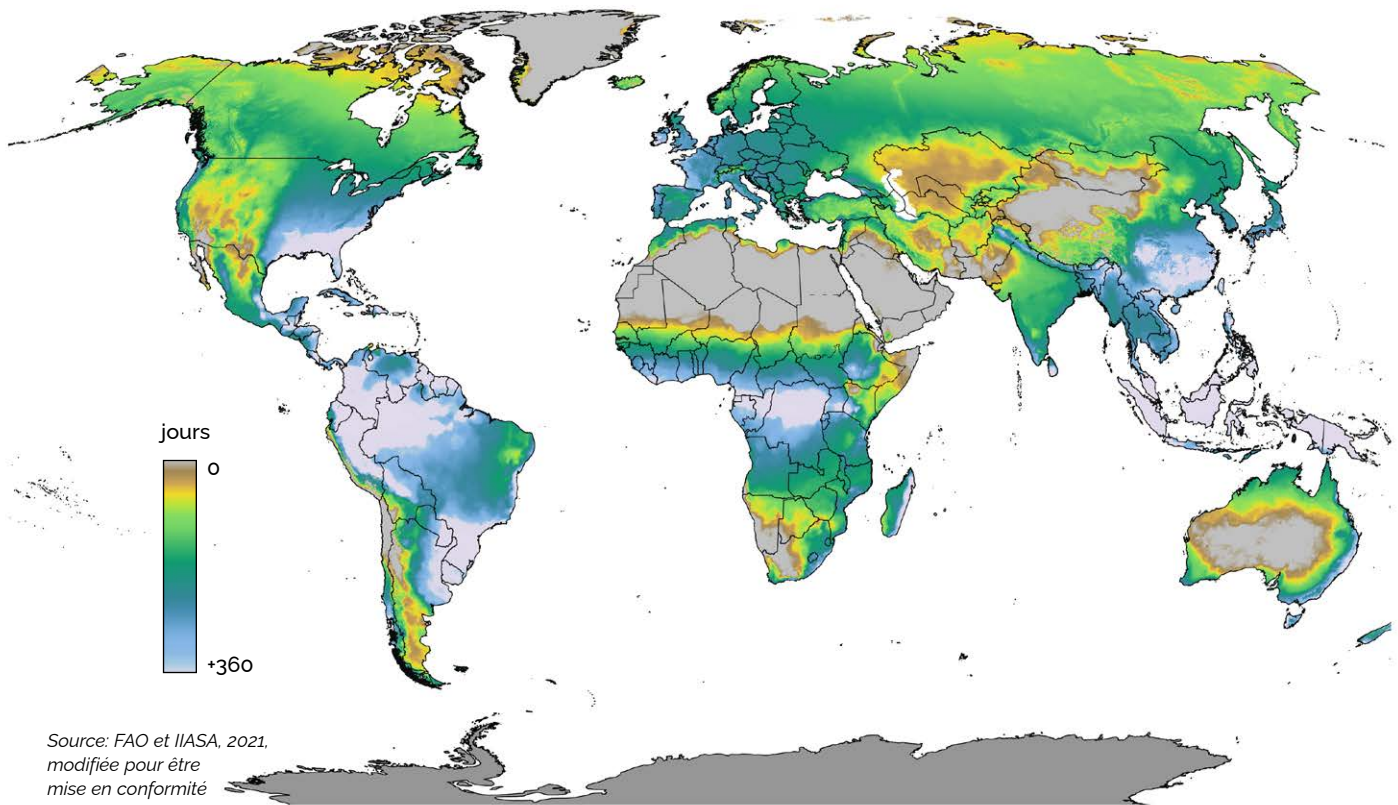 jours
0
+360
Source: FAO et IIASA, 2021,
modifiée pour être
mise en conformité